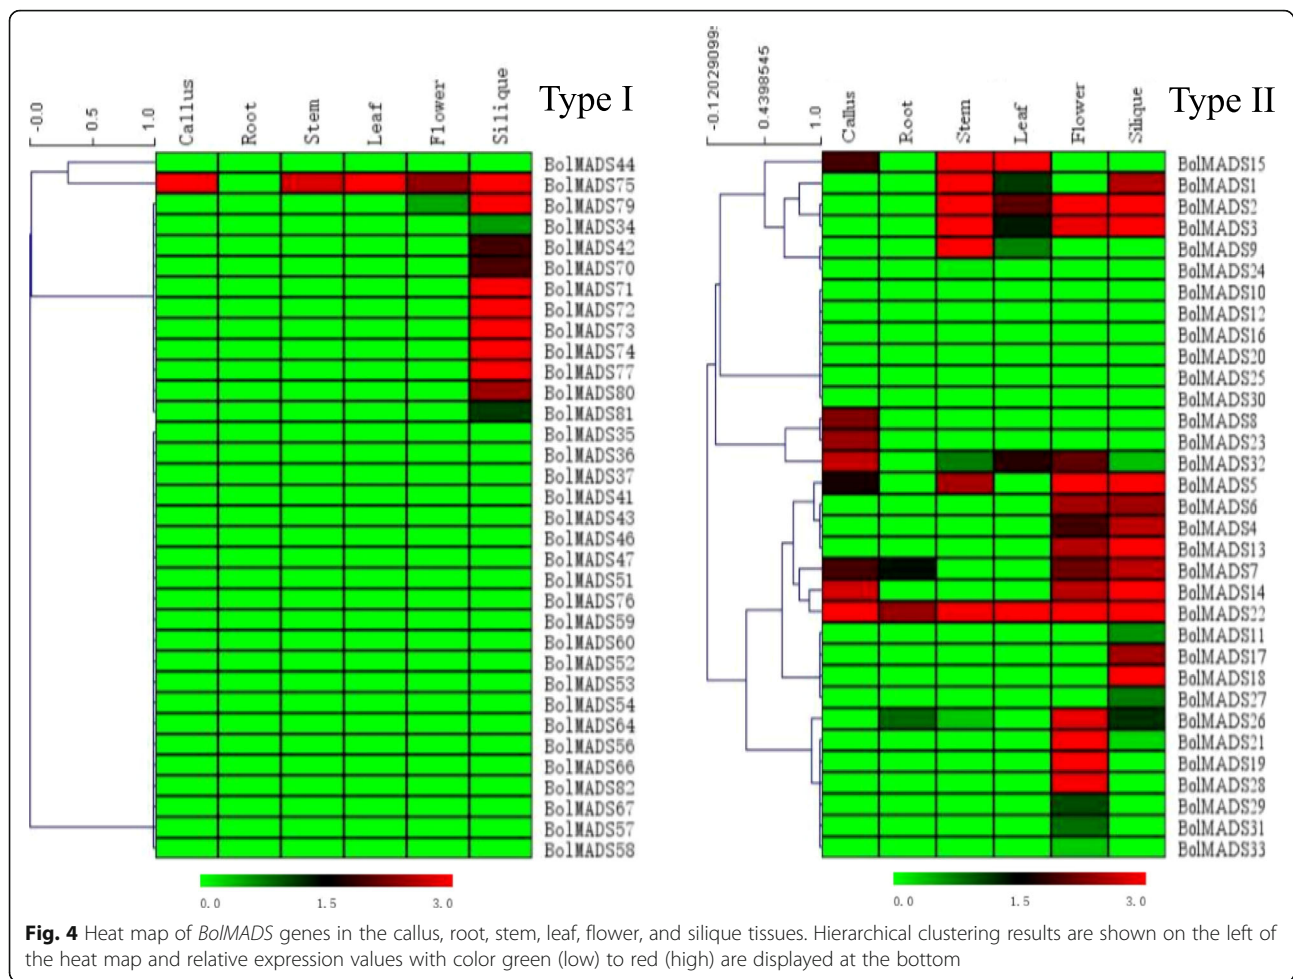 -0.0
0.5
1.0
Callus
Root
Stem
Leaf
Flower
Silique
Type I
BolMADS44
BolMADS75
BolMADS79
BolMADS34
BolMADS42
BolMADS70
BolMADS71
BolMADS72
BolMADS73
BolMADS74
BolMADS77
BolMADS80
BolMADS81
BolMADS35
BolMADS36
BolMADS37
BolMADS41
BolMADS43
BolMADS46
BolMADS47
BolMADS51
BolMADS76
BolMADS59
BolMADS60
BolMADS52
BolMADS53
BolMADS54
BolMADS64
BolMADS56
BolMADS66
BolMADS82
BolMADS67
BolMADS57
BolMADS58
0.0 1.5 3.0
-0.120290999
0.4398545
1.0
Callus
Root
Stem
Leaf
Flower
Silique
Type II
BolMADS15
BolMADS1
BolMADS2
BolMADS3
BolMADS9
BolMADS24
BolMADS10
BolMADS12
BolMADS16
BolMADS20
BolMADS25
BolMADS30
BolMADS8
BolMADS23
BolMADS32
BolMADS5
BolMADS6
BolMADS4
BolMADS13
BolMADS7
BolMADS14
BolMADS22
BolMADS11
BolMADS17
BolMADS18
BolMADS27
BolMADS26
BolMADS21
BolMADS19
BolMADS28
BolMADS29
BolMADS31
BolMADS33
0.0 1.5 3.0
Fig. 4 Heat map of BolMADS genes in the callus, root, stem, leaf, flower, and silique tissues. Hierarchical clustering results are shown on the left of
the heat map and relative expression values with color green (low) to red (high) are displayed at the bottom